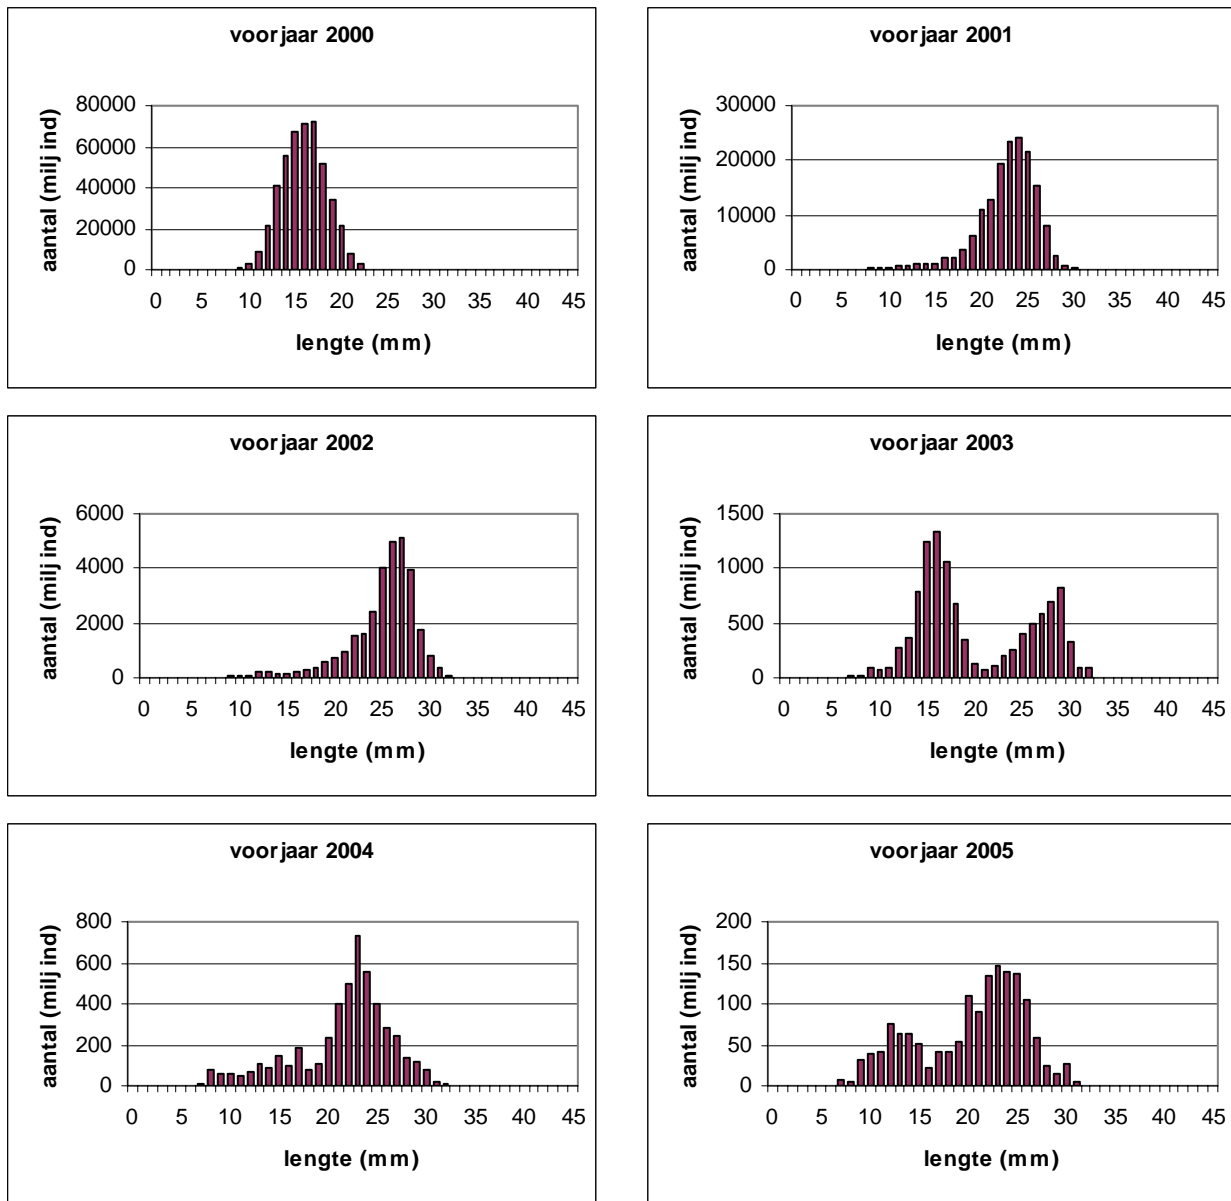 voorjaar 2000
aantal (milj ind)
80000
60000
40000
20000
0
0 5 10 15 20 25 30 35 40 45
lengte (mm)
voorjaar 2001
aantal (milj ind)
30000
20000
10000
0
0 5 10 15 20 25 30 35 40 45
lengte (mm)
voorjaar 2002
aantal (milj ind)
6000
4000
2000
0
0 5 10 15 20 25 30 35 40 45
lengte (mm)
voorjaar 2003
aantal (milj ind)
1500
1000
500
0
0 5 10 15 20 25 30 35 40 45
lengte (mm)
voorjaar 2004
aantal (milj ind)
800
600
400
200
0
0 5 10 15 20 25 30 35 40 45
lengte (mm)
voorjaar 2005
aantal (milj ind)
200
150
100
50
0
0 5 10 15 20 25 30 35 40 45
lengte (mm)